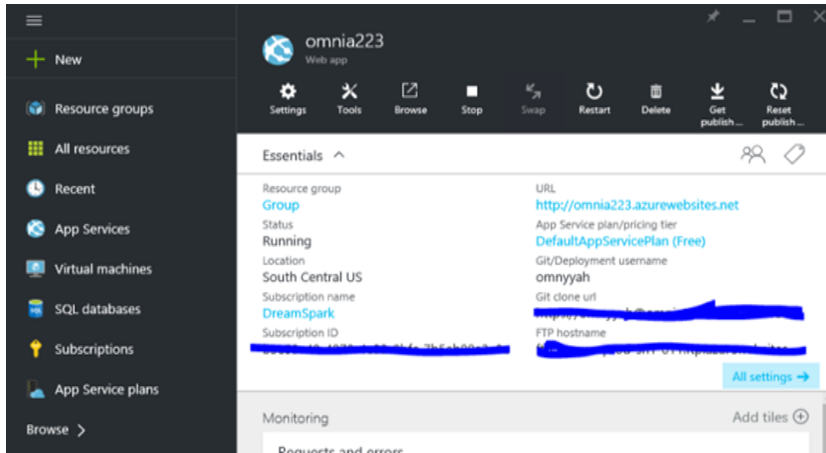 omnia223
Web app
New
Settings
Tools
Browse
Stop
Swap
Restart
Delete
Get publish...
Reset publish...
Resource groups
All resources
Recent
App Services
Virtual machines
SQL databases
Subscriptions
App Service plans
Browse
Essentials
Resource group
Group
Status
Running
Location
South Central US
Subscription name
DreamSpark
Subscription ID
URL
http://omnia223.azurewebsites.net
App Service plan/pricing tier
DefaultAppServicePlan (Free)
Git/Deployment username
omnyyah
Git clone url
FTP hostname
All settings →
Monitoring
Add tiles
Requests and errors